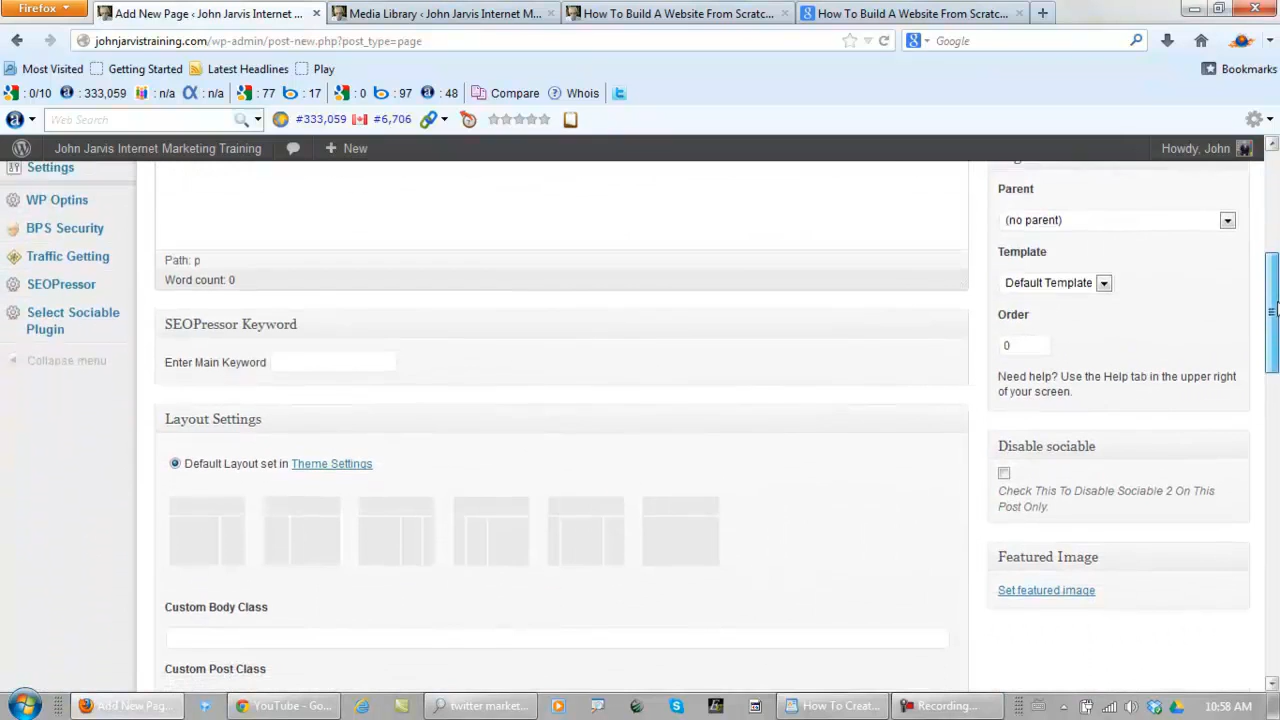 Firefox
Add New Page ‹ John Jarvis Internet ...
Media Library ‹ John Jarvis Internet M...
How To Build A Website From Scratc...
How To Build A Website From Scratc...
johnjarvistraining.com/wp-admin/post-new.php?post_type=page
Google
Most Visited
Getting Started
Latest Headlines
Play
Bookmarks
: 0/10
: 333,059
: n/a
: n/a
: 77
: 17
: 0
: 97
: 48
Compare
Whois
Web Search
#333,059
#6,706
John Jarvis Internet Marketing Training
New
Howdy, John
Settings
WP Optins
BPS Security
Traffic Getting
SEOPressor
Select Sociable
Plugin
Collapse menu
Path: p
Word count: 0
SEOPressor Keyword
Enter Main Keyword
Layout Settings
Default Layout set in Theme Settings
Custom Body Class
Custom Post Class
Parent
(no parent)
Template
Default Template
Order
0
Need help? Use the Help tab in the upper right
of your screen.
Disable sociable
Check This To Disable Sociable 2 On This
Post Only.
Featured Image
Set featured image
Add New Pag...
YouTube - Go...
twitter market...
How To Creat...
Recording...
10:58 AM